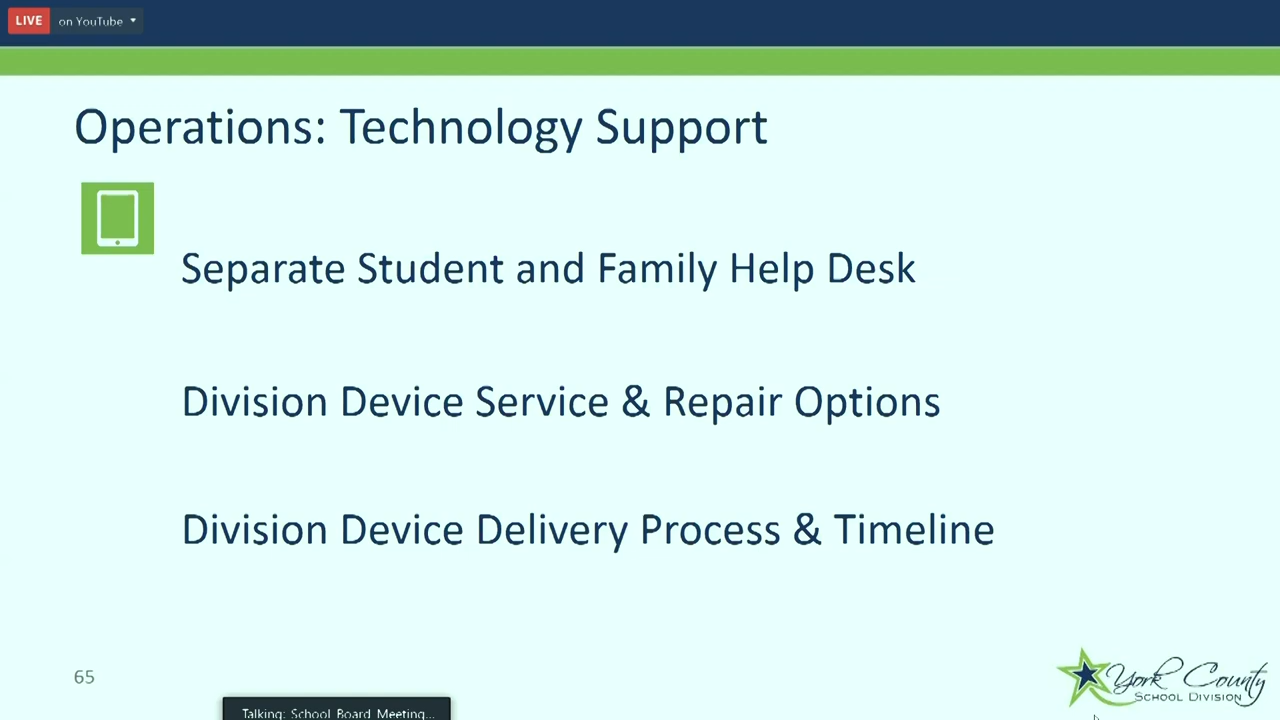 LIVE on YouTube
Operations: Technology Support
Separate Student and Family Help Desk
Division Device Service & Repair Options
Division Device Delivery Process & Timeline
65
York County
SCHOOL DIVISION
Talking: School Board Meeting...